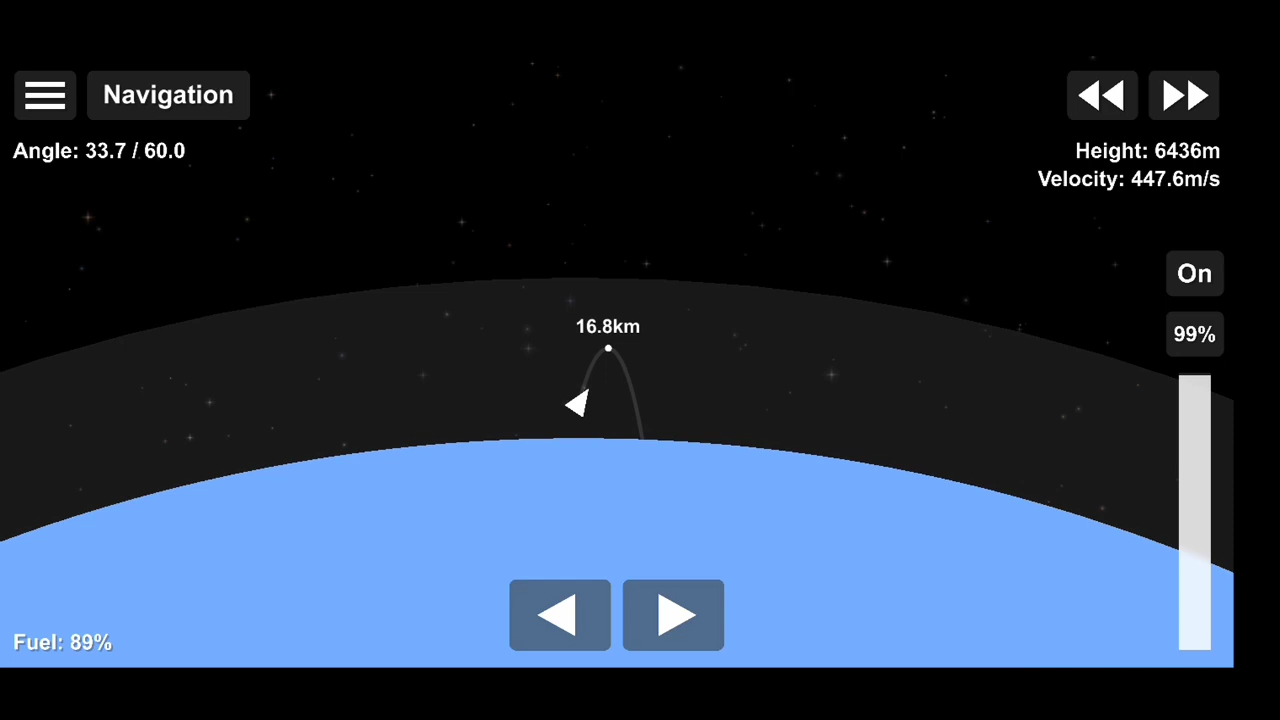 Navigation
Angle: 33.7 / 60.0
Height: 6436m
Velocity: 447.6m/s
On
16.8km
99%
Fuel: 89%